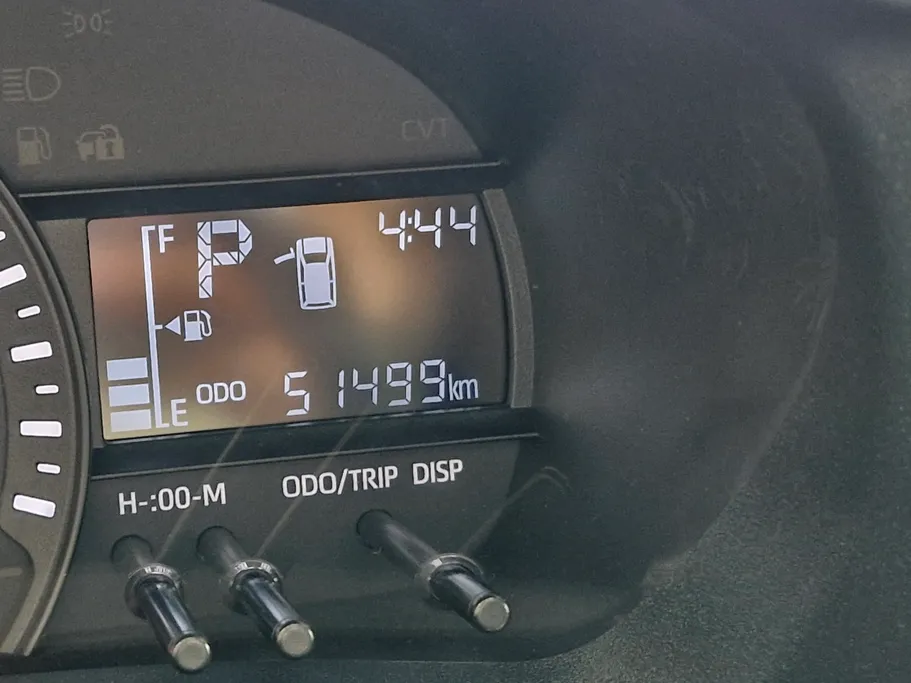 CVT
F
P
4:44
ODO 51499km
E
H-:00-M
ODO/TRIP DISP